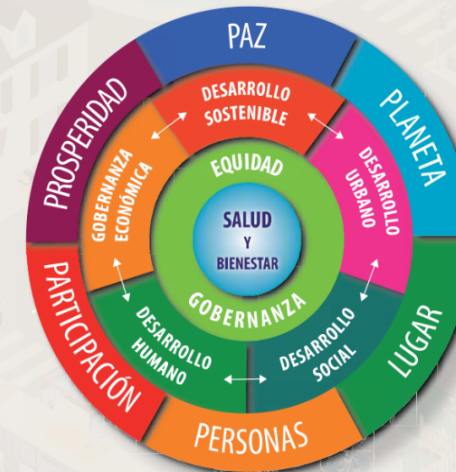 PAZ
PLANETA
LUGAR
PERSONAS
PARTICIPACIÓN
PROSPERIDAD
DESARROLLO
SOSTENIBLE
DESARROLLO
URBANO
DESARROLLO
SOCIAL
DESARROLLO
HUMANO
GOBERNANZA
ECONÓMICA
EQUIDAD
GOBERNANZA
SALUD
Y
BIENESTAR